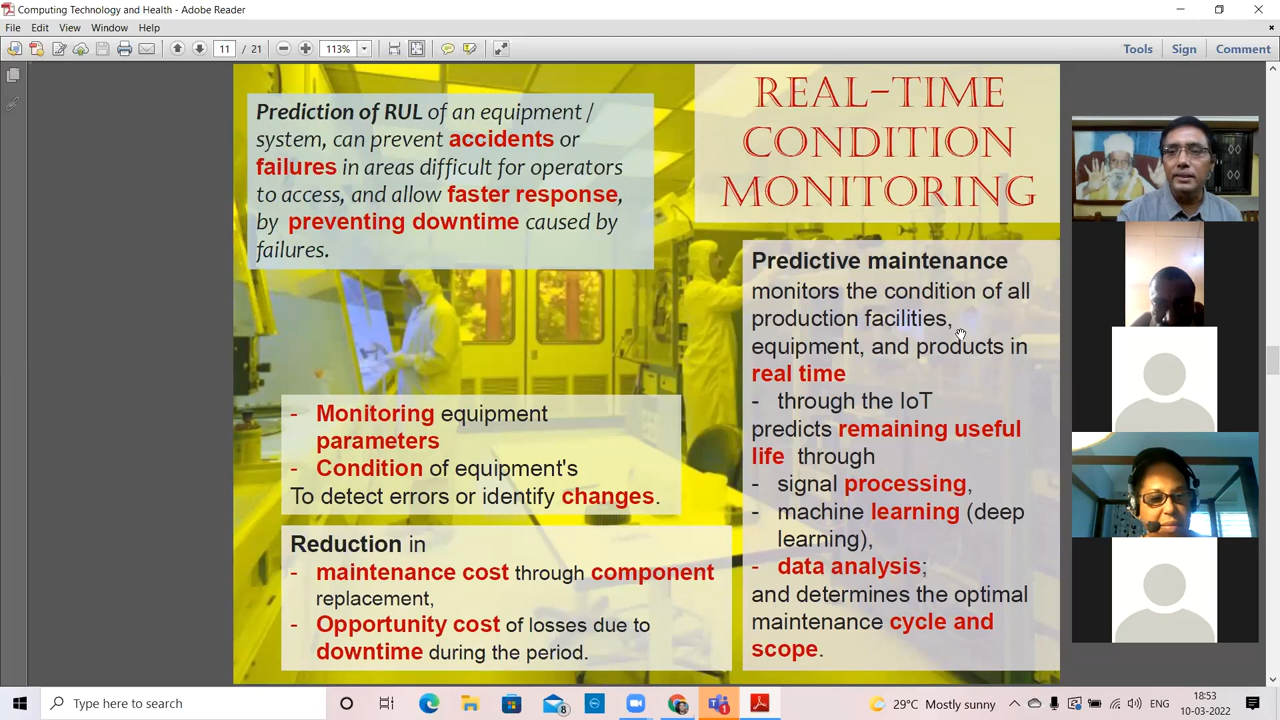 Computing Technology and Health - Adobe Reader
File Edit View Window Help
11 / 21 113% Tools Sign Comment
Prediction of RUL of an equipment /
system, can prevent accidents or
failures in areas difficult for operators
to access, and allow faster response,
by preventing downtime caused by
failures.
REAL-TIME
CONDITION
MONITORING
Predictive maintenance
monitors the condition of all
production facilities,
equipment, and products in
real time
- through the IoT
predicts remaining useful
life through
- signal processing,
- machine learning (deep
learning),
- data analysis;
and determines the optimal
maintenance cycle and
scope.
- Monitoring equipment
parameters
- Condition of equipment's
To detect errors or identify changes.
Reduction in
- maintenance cost through component
replacement,
- Opportunity cost of losses due to
downtime during the period.
Type here to search
8
1
29°C Mostly sunny
ENG
18:53
10-03-2022